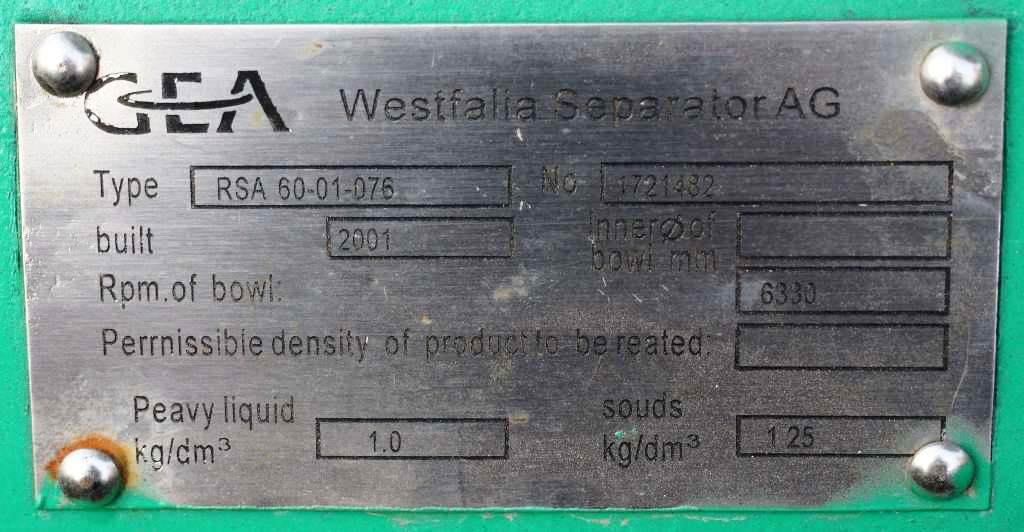 GEA Westfalia Separator AG
Type RSA 60-01-076 No 1721482
built 2001 Innerø of
bowl mm
Rpm.of bowl: 6330
Perrnissible density of product to be reated:
Peavy liquid 1.0 souds 1 25
kg/dm³ kg/dm³